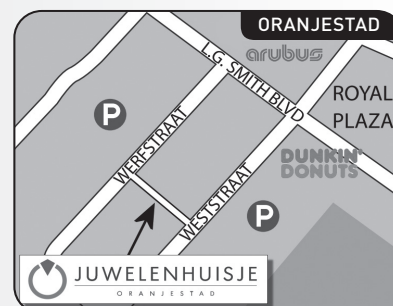 ORANJESTAD
arubus
L.G. SMITH BLVD
ROYAL
PLAZA
P
WERFSTRAAT
DUNKIN'
DONUTS
WESTSTRAAT
P
JUWELENHUISJE
ORANJESTAD